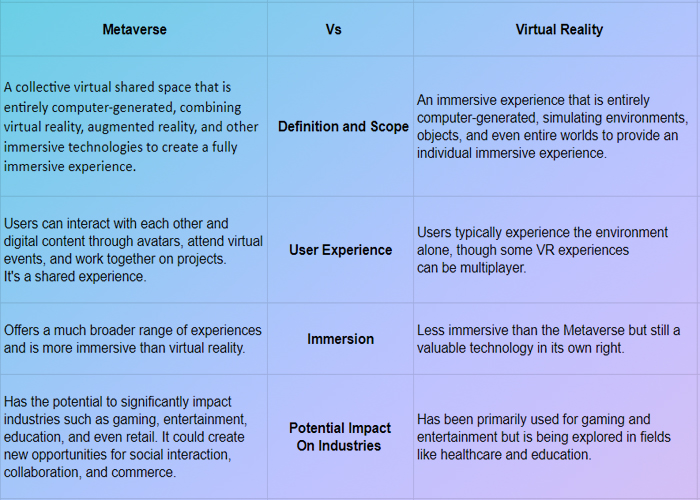 Metaverse
Vs
Virtual Reality
A collective virtual shared space that is
entirely computer-generated, combining
virtual reality, augmented reality, and other
immersive technologies to create a fully
immersive experience.
Definition and Scope
An immersive experience that is entirely
computer-generated, simulating environments,
objects, and even entire worlds to provide an
individual immersive experience.
Users can interact with each other and
digital content through avatars, attend virtual
events, and work together on projects.
It's a shared experience.
User Experience
Users typically experience the environment
alone, though some VR experiences
can be multiplayer.
Offers a much broader range of experiences
and is more immersive than virtual reality.
Immersion
Less immersive than the Metaverse but still a
valuable technology in its own right.
Has the potential to significantly impact
industries such as gaming, entertainment,
education, and even retail. It could create
new opportunities for social interaction,
collaboration, and commerce.
Potential Impact
On Industries
Has been primarily used for gaming and
entertainment but is being explored in fields
like healthcare and education.